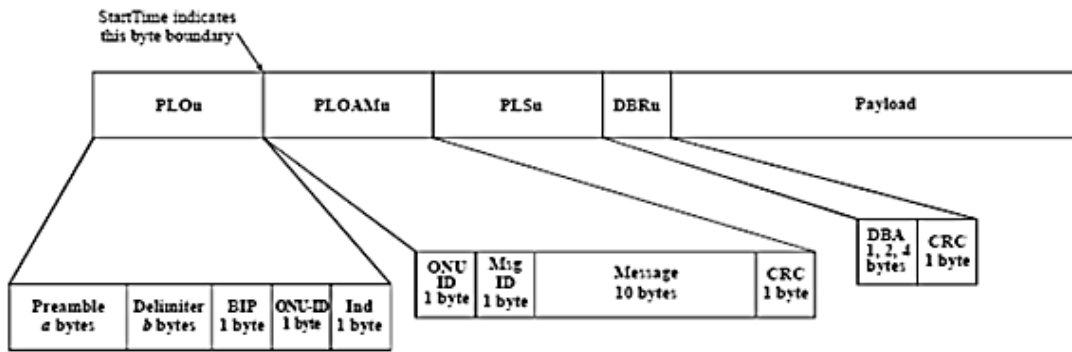 StartTime indicates
this byte boundary
PLOu
PLOAMu
PLSu
DBRu
Payload
DBA
1, 2, 4
bytes
CRC
1 byte
ONU
ID
1 byte
Msg
ID
1 byte
Message
10 bytes
CRC
1 byte
Preamble
a bytes
Delimiter
b bytes
BIP
1 byte
ONU-ID
1 byte
Ind
1 byte